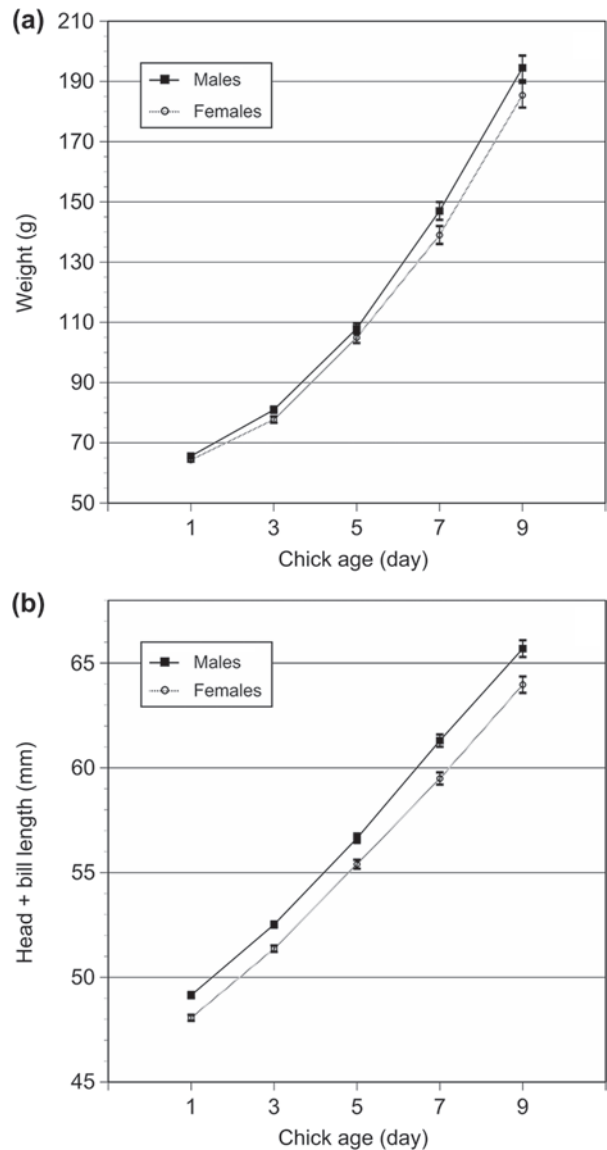 (a)
210
190
170
150
130
110
90
70
50
Weight (g)
Males
Females
1 3 5 7 9
Chick age (day)
(b)
65
60
55
50
45
Head + bill length (mm)
Males
Females
1 3 5 7 9
Chick age (day)